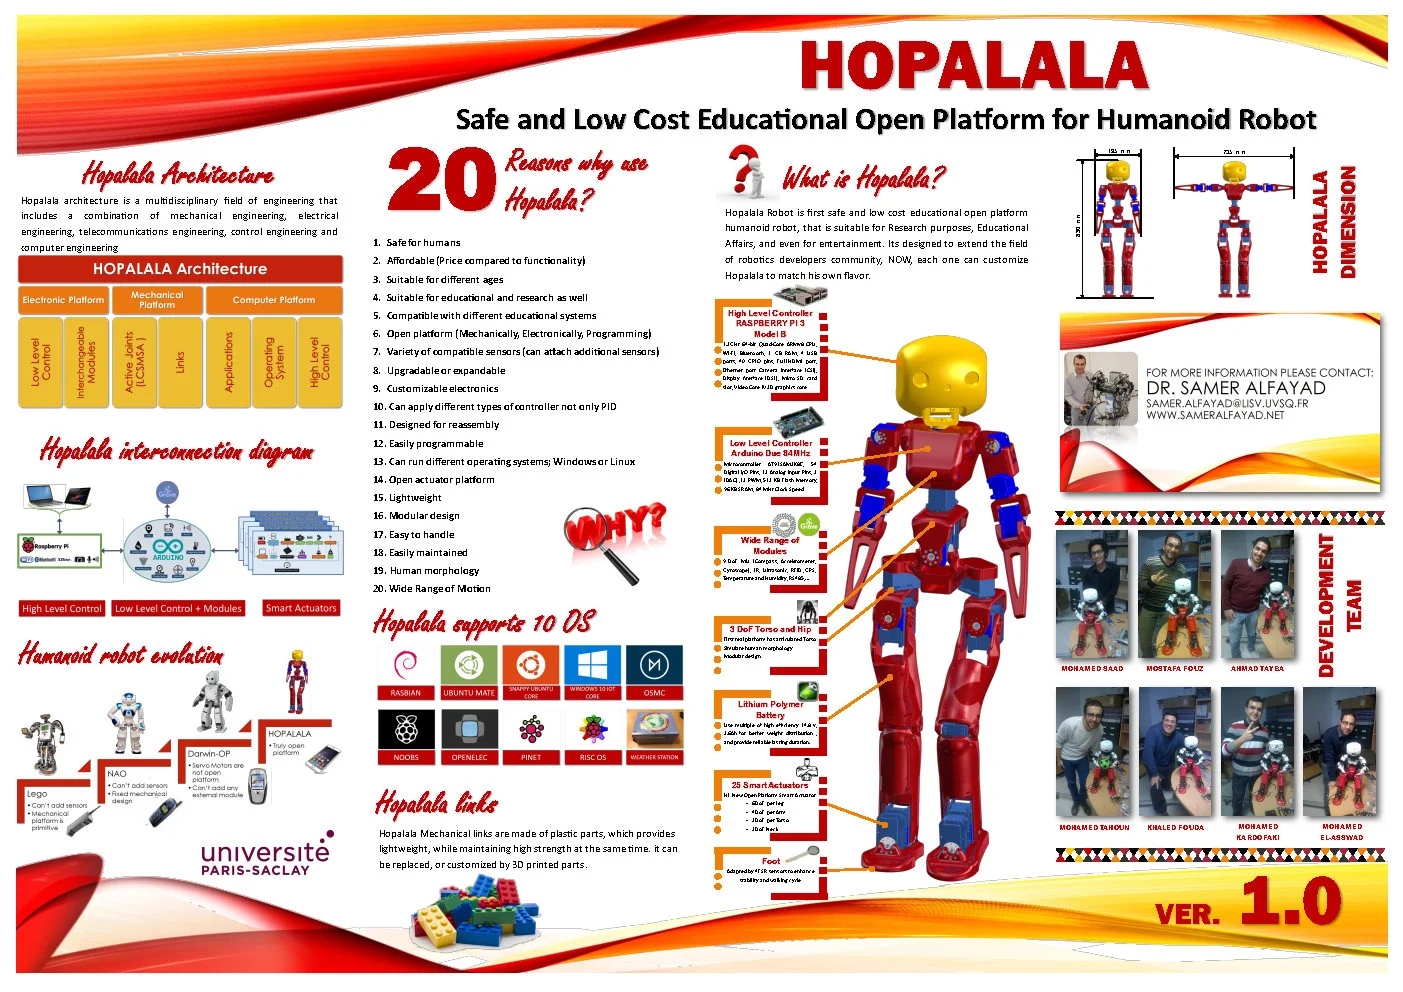 HOPALALA
Safe and Low Cost Educational Open Platform for Humanoid Robot
Hopalala Architecture
Hopalala architecture is a multidisciplinary field of engineering that
includes a combination of mechanical engineering, electrical
engineering, telecommunications engineering, control engineering and
computer engineering
HOPALALA Architecture
Electronic Platform
Mechanical
Platform
Computer Platform
Low Level
Control
Interchangeable
Modules
Active Joints
(LCSMSA )
Links
Applications
Operating
System
High Level
Control
Hopalala interconnection diagram
Grove
Raspberry Pi
ARDUINO
High Level Control
Low Level Control + Modules
Smart Actuators
Humanoid robot evolution
Lego
• Can't add sensors
• Mechanical
platform is
primitive
NAO
• Can't add sensors
• Fixed mechanical
design
Darwin-OP
• Servo Motors are
not open
platform
• Can't add any
external module
HOPALALA
• Truly open
platform
université
PARIS-SACLAY
20
Reasons why use
Hopalala?
1. Safe for humans
2. Affordable (Price compared to functionality)
3. Suitable for different ages
4. Suitable for educational and research as well
5. Compatible with different educational systems
6. Open platform (Mechanically, Electronically, Programming)
7. Variety of compatible sensors (can attach additional sensors)
8. Upgradable or expandable
9. Customizable electronics
10. Can apply different types of controller not only PID
11. Designed for reassembly
12. Easily programmable
13. Can run different operating systems; Windows or Linux
14. Open actuator platform
15. Lightweight
16. Modular design
17. Easy to handle
18. Easily maintained
19. Human morphology
20. Wide Range of Motion
WHY?
Hopalala supports 10 OS
RASBIAN
UBUNTU MATE
SNAPPY UBUNTU
CORE
WINDOWS 10 IOT
CORE
OSMC
NOOBS
OPENELEC
PINET
RISC OS
WEATHER STATION
Hopalala links
Hopalala Mechanical links are made of plastic parts, which provides
lightweight, while maintaining high strength at the same time. it can
be replaced, or customized by 3D printed parts.
What is Hopalala?
Hopalala Robot is first safe and low cost educational open platform
humanoid robot, that is suitable for Research purposes, Educational
Affairs, and even for entertainment. Its designed to extend the field
of robotics developers community, NOW, each one can customize
Hopalala to match his own flavor.
High Level Controller
RASPBERRY PI 3
Model B
Low Level Controller
Arduino Due 84MHz
Grove
Wide Range of
Modules
3 DoF Torso and Hip
Modular design
Lithium Polymer
Battery
and provide reliable lasting duration.
25 Smart Actuators
Foot
stability and walking cycle
HOPALALA
DIMENSION
FOR MORE INFORMATION PLEASE CONTACT:
DR. SAMER ALFAYAD
SAMER.ALFAYAD@LISV.UVSQ.FR
WWW.SAMERALFAYAD.NET
DEVELOPMENT
TEAM
MOHAMED SAAD
MOSTAFA FOUZ
AHMAD TAYBA
MOHAMED TAHOUN
KHALED FOUDA
MOHAMED
KARDOFAKI
MOHAMED
EL-ASSWAD
VER. 1.0